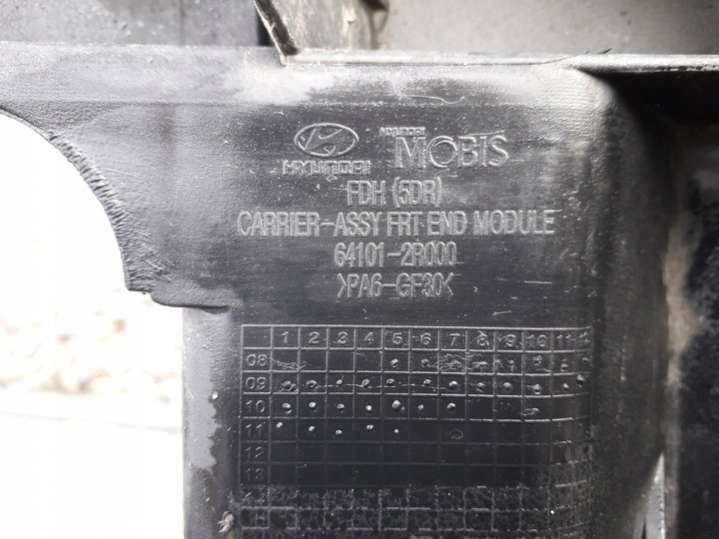 HYUNDAI HYUNDAI MOBIS
FDH (5DR)
CARRIER-ASSY FRT END MODULE
64101-2R000
>PA6-GF30<
1 2 3 4 5 6 7 8 9 10 11
08
09
10
11
12
13